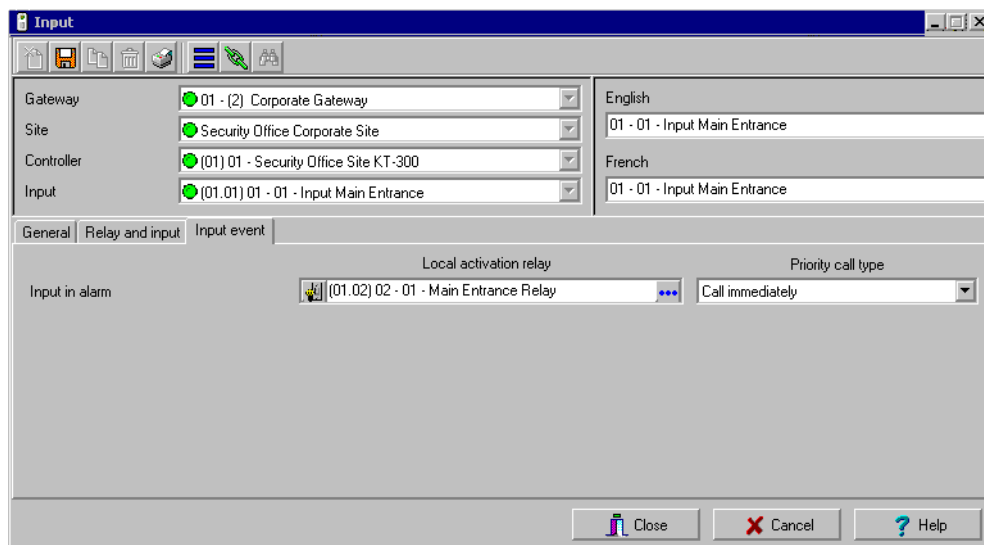 Input
Gateway
01 - (2) Corporate Gateway
Site
Security Office Corporate Site
Controller
(01) 01 - Security Office Site KT-300
Input
(01.01) 01 - 01 - Input Main Entrance
English
01 - 01 - Input Main Entrance
French
01 - 01 - Input Main Entrance
General Relay and input Input event
Local activation relay Priority call type
Input in alarm (01.02) 02 - 01 - Main Entrance Relay Call immediately
Close Cancel Help